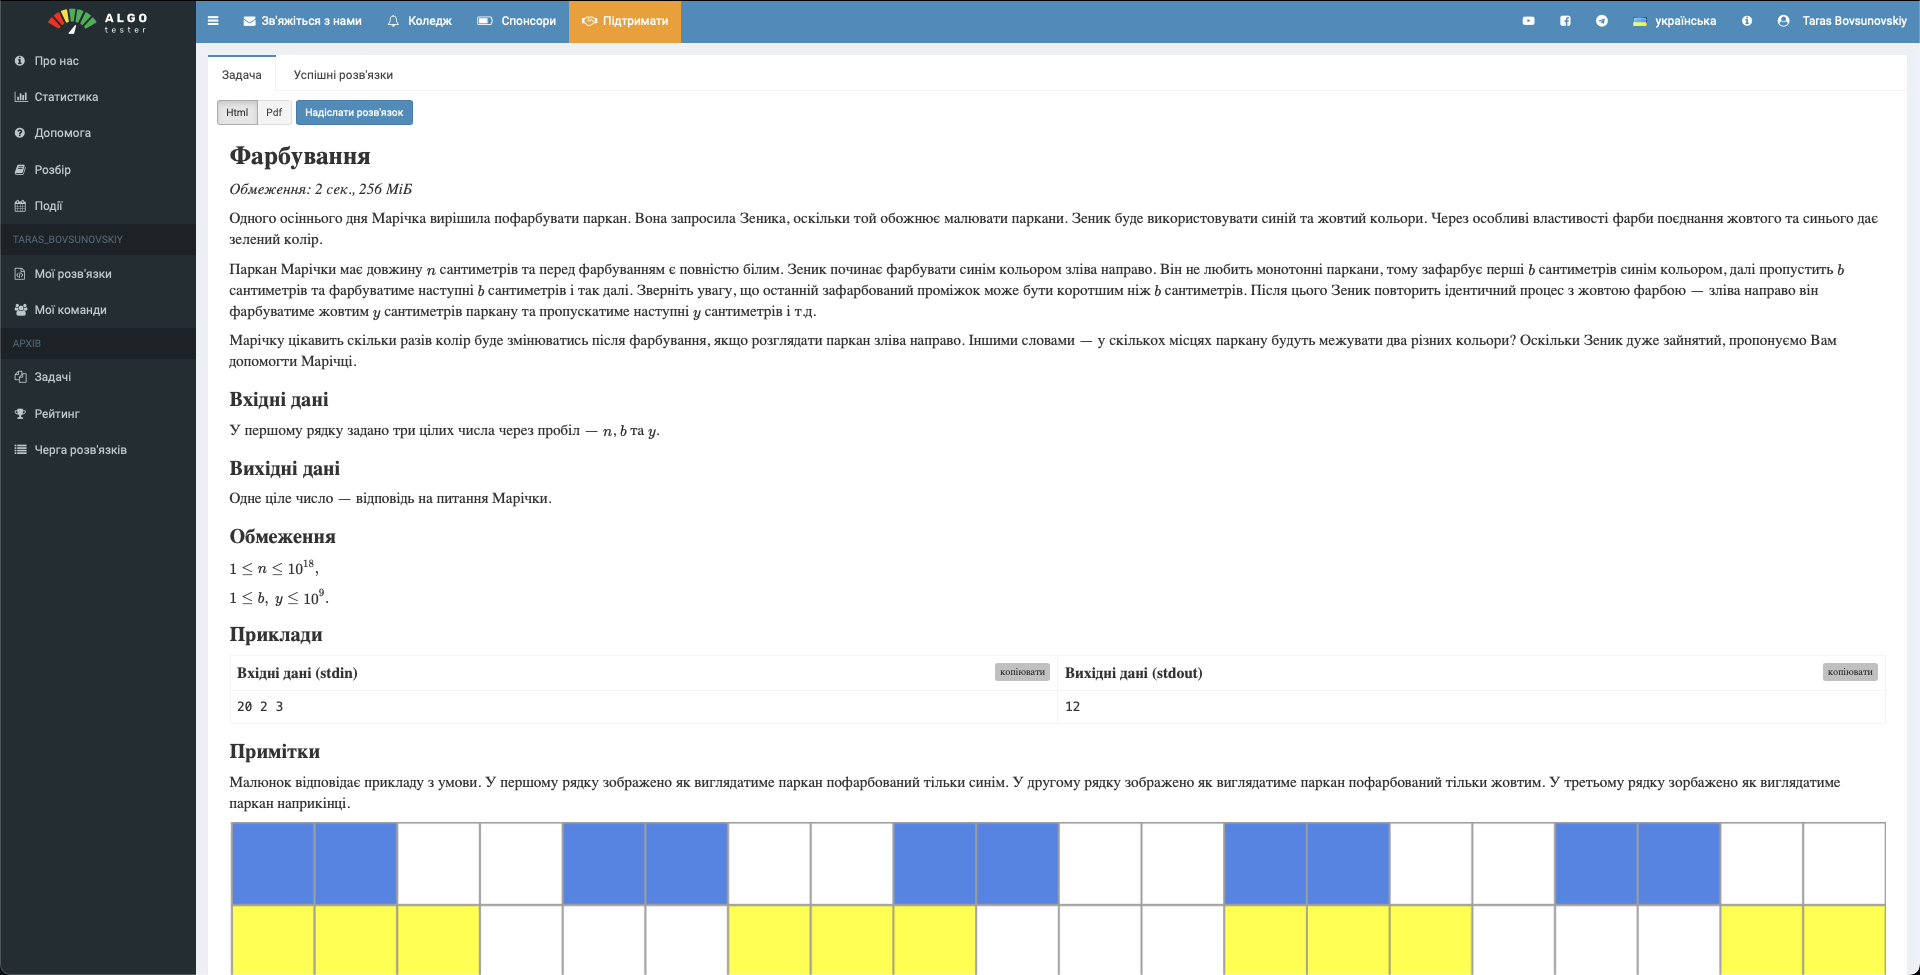 ALGO
tester
Зв'яжіться з нами
Коледж
Спонсори
Підтримати
українська
Taras Bovsunovskiy
Про нас
Статистика
Допомога
Розбір
Події
TARAS_BOVSUNOVSKIY
Мої розв'язки
Мої команди
АРХІВ
Задачі
Рейтинг
Черга розв'язків
Задача
Успішні розв'язки
Html
Pdf
Надіслати розв'язок
Фарбування
Обмеження: 2 сек., 256 МіБ
Одного осіннього дня Марічка вирішила пофарбувати паркан. Вона запросила Зеника, оскільки той обожнює малювати паркани. Зеник буде використовувати синій та жовтий кольори. Через особливі властивості фарби поєднання жовтого та синього дає
зелений колір.
Паркан Марічки має довжину n сантиметрів та перед фарбуванням є повністю білим. Зеник починає фарбувати синім кольором зліва направо. Він не любить монотонні паркани, тому зафарбує перші b сантиметрів синім кольором, далі пропустить b
сантиметрів та фарбуватиме наступні b сантиметрів і так далі. Зверніть увагу, що останній зафарбований проміжок може бути коротшим ніж b сантиметрів. Після цього Зеник повторить ідентичний процес з жовтою фарбою — зліва направо він
фарбуватиме жовтим y сантиметрів паркану та пропускатиме наступні y сантиметрів і т.д.
Марічку цікавить скільки разів колір буде змінюватись після фарбування, якщо розглядати паркан зліва направо. Іншими словами — у скількох місцях паркану будуть межувати два різних кольори? Оскільки Зеник дуже зайнятий, пропонуємо Вам
допомогти Марічці.
Вхідні дані
У першому рядку задано три цілих числа через пробіл — n, b та y.
Вихідні дані
Одне ціле число — відповідь на питання Марічки.
Обмеження
1 ≤ n ≤ 10¹⁸,
1 ≤ b, y ≤ 10⁹.
Приклади
Вхідні дані (stdin)
копіювати
Вихідні дані (stdout)
копіювати
20 2 3
12
Примітки
Малюнок відповідає прикладу з умови. У першому рядку зображено як виглядатиме паркан пофарбований тільки синім. У другому рядку зображено як виглядатиме паркан пофарбований тільки жовтим. У третьому рядку зорбажено як виглядатиме
паркан наприкінці.